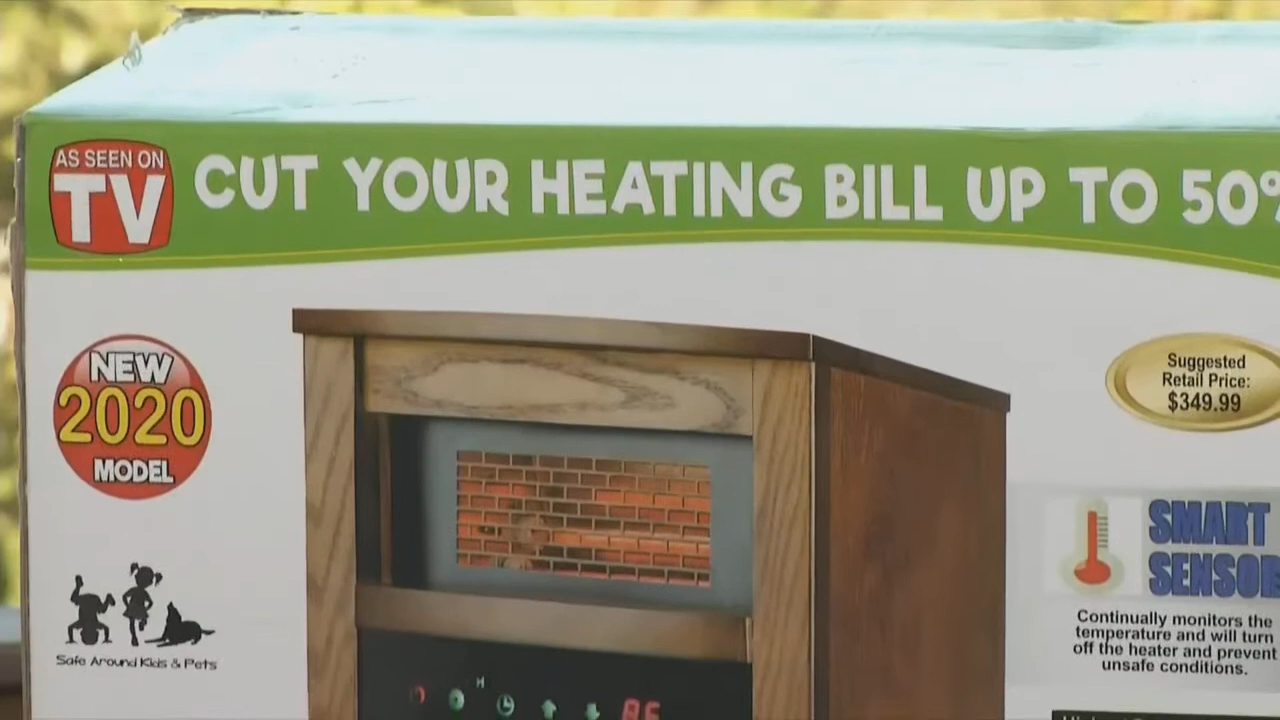 AS SEEN ON
TV
CUT YOUR HEATING BILL UP TO 50%
NEW
2020
MODEL
Suggested
Retail Price:
$349.99
SMART
SENSOR
Continually monitors the
temperature and will turn
off the heater and prevent
unsafe conditions.
Safe Around Kids & Pets
H
86